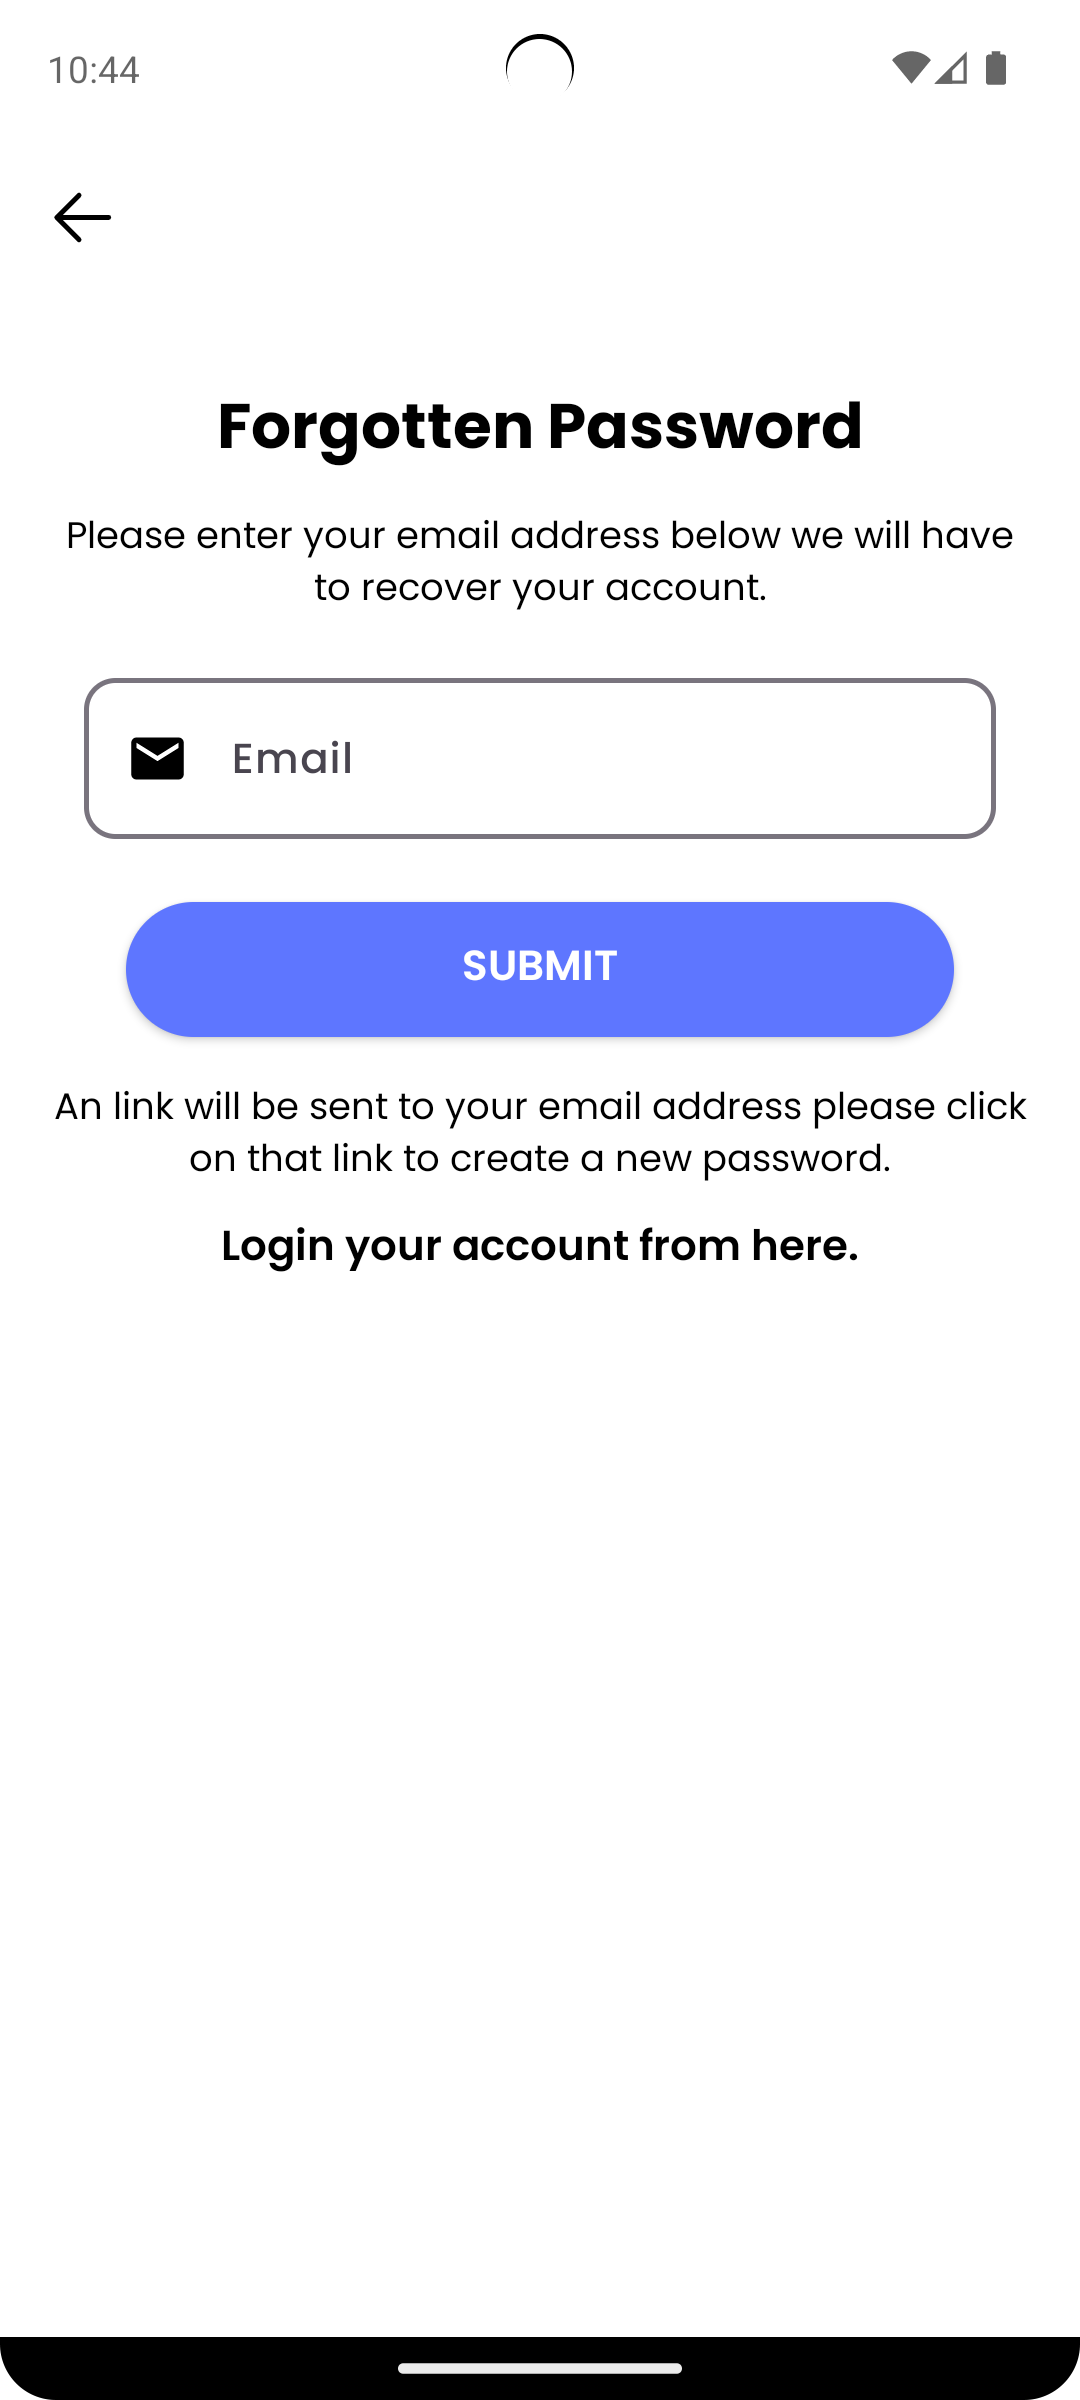 10:44
Forgotten Password
Please enter your email address below we will have
to recover your account.
Email
SUBMIT
An link will be sent to your email address please click
on that link to create a new password.
Login your account from here.